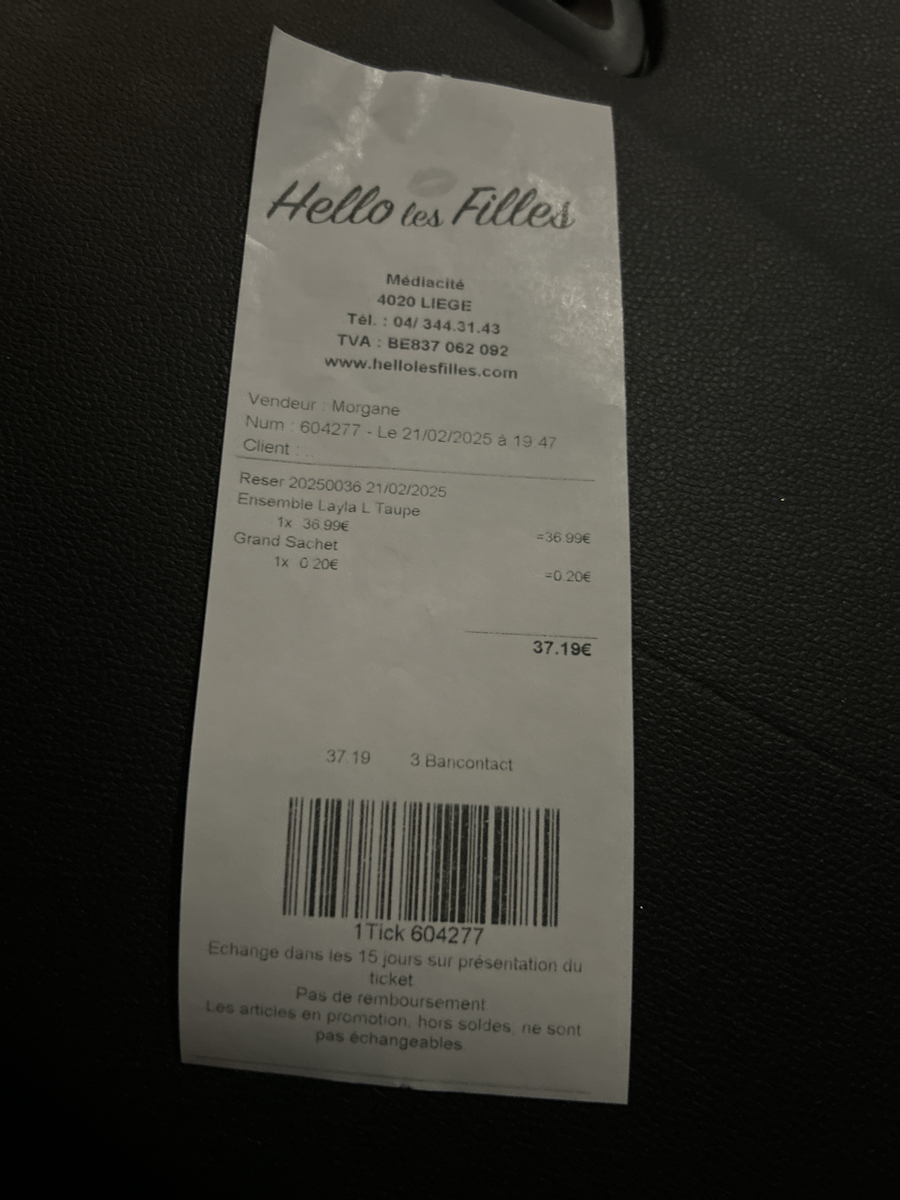 Hello les Filles
Médiacité
4020 LIEGE
Tél. : 04/ 344.31.43
TVA : BE837 062 092
www.hellolesfilles.com
Vendeur : Morgane
Num : 604277 - Le 21/02/2025 à 19 47
Client : ..
Reser 20250036 21/02/2025
Ensemble Layla L Taupe
1x 36.99€ =36.99€
Grand Sachet
1x 0.20€ =0.20€
37.19€
37.19 3 Bancontact
1Tick 604277
Echange dans les 15 jours sur présentation du
ticket
Pas de remboursement
Les articles en promotion, hors soldes, ne sont
pas échangeables